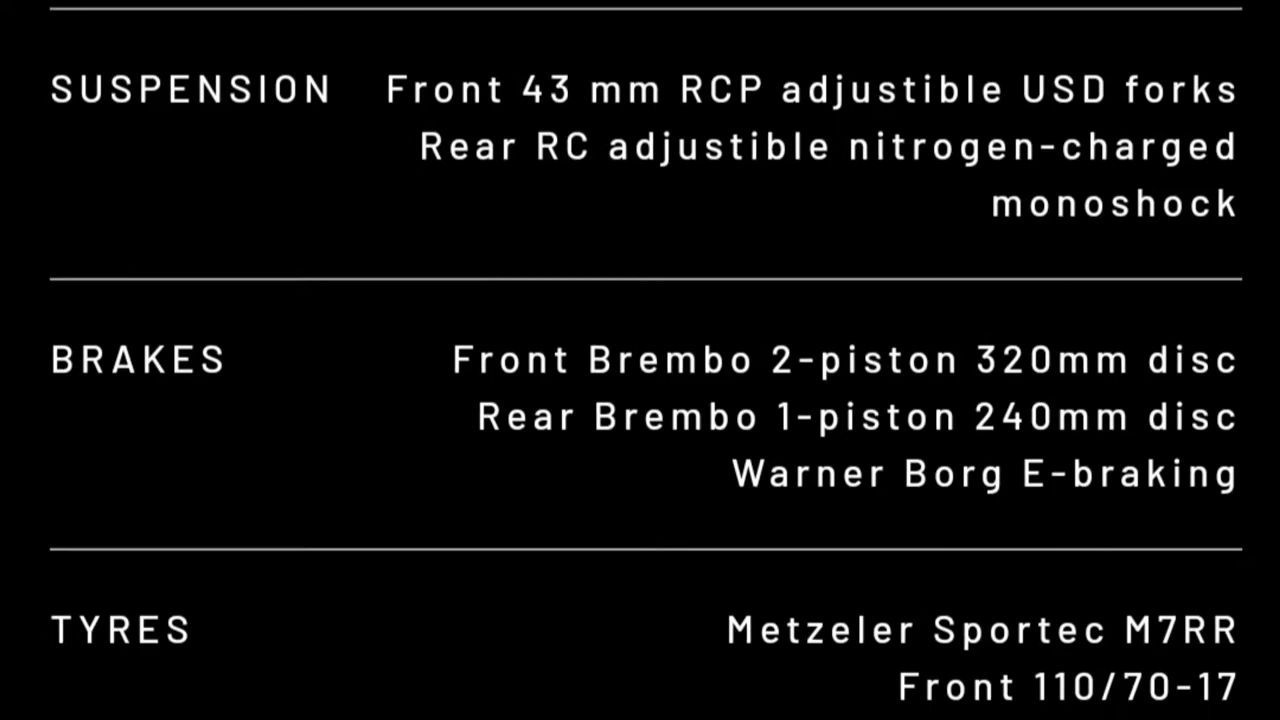 SUSPENSION Front 43 mm RCP adjustible USD forks
Rear RC adjustible nitrogen-charged
monoshock
BRAKES Front Brembo 2-piston 320mm disc
Rear Brembo 1-piston 240mm disc
Warner Borg E-braking
TYRES Metzeler Sportec M7RR
Front 110/70-17